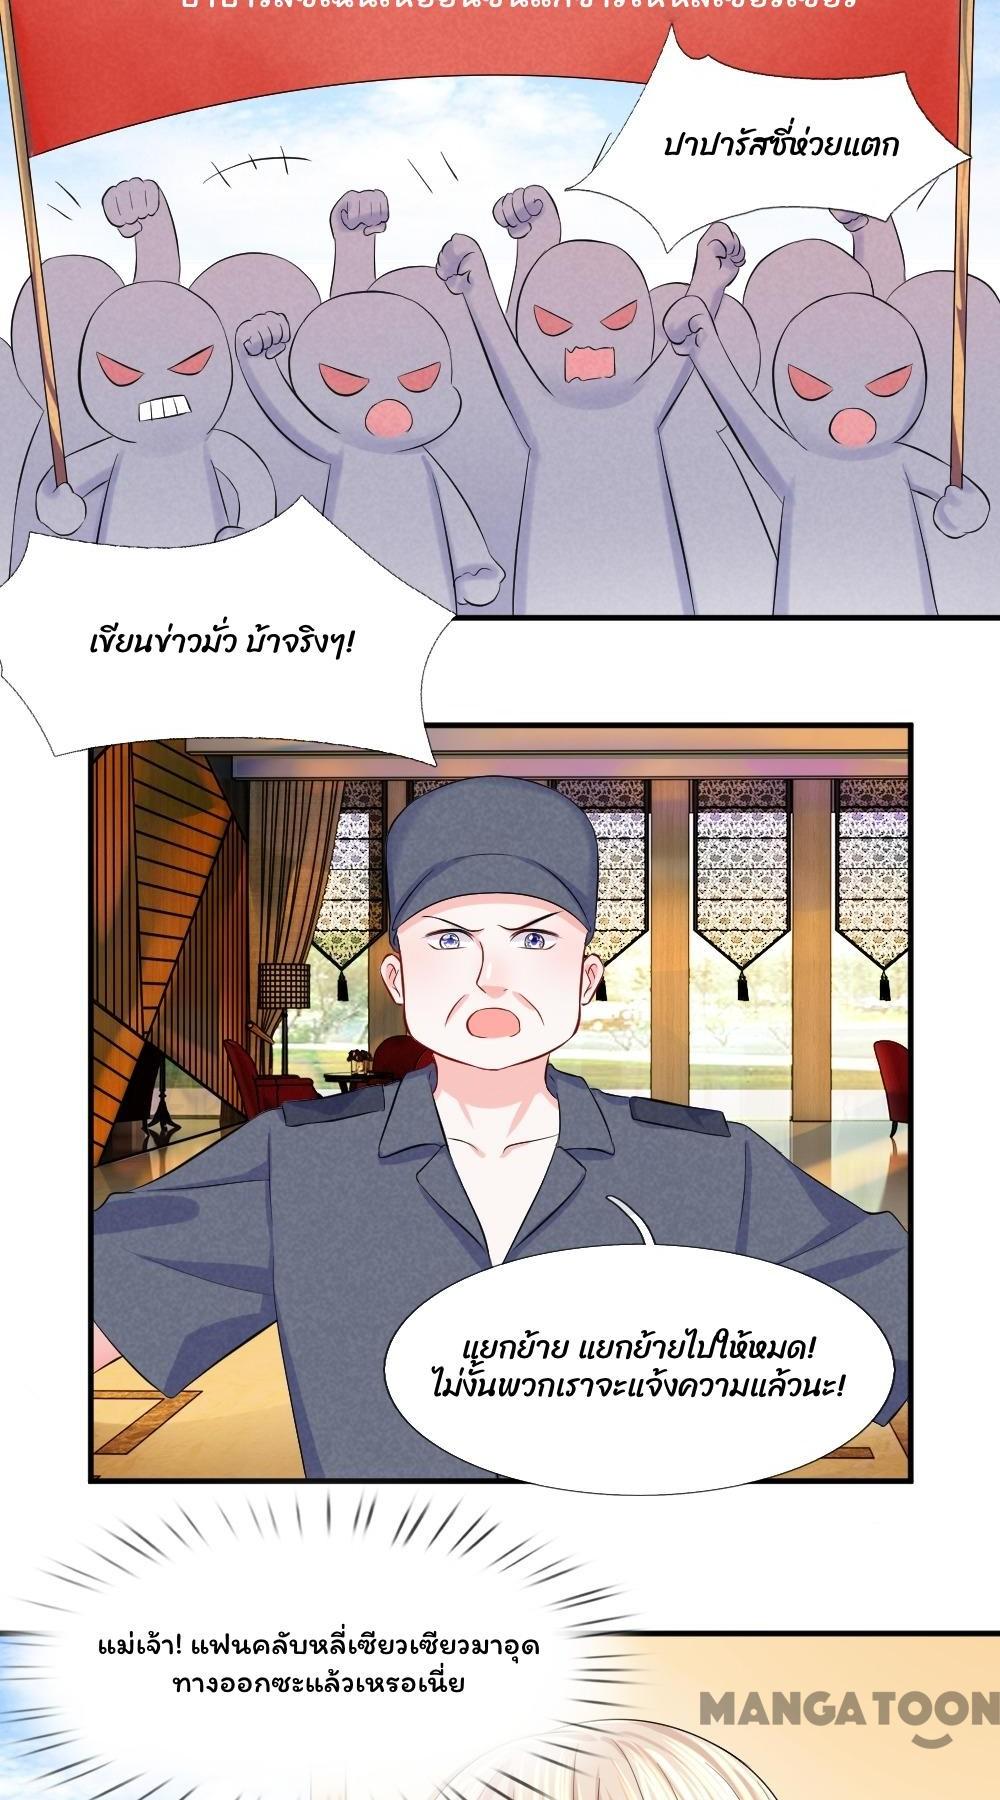 ปาปารัสซี่ห่วยแตก
เขียนข่าวมั่ว บ้าจริงๆ!
แยกย้าย แยกย้ายไปให้หมด!
ไม่งั้นพวกเราจะแจ้งความแล้วนะ!
แม่เจ้า! แฟนคลับหลี่เซียวเซียวมาอุด
ทางออกซะแล้วเหรอเนี่ย
MANGATOON